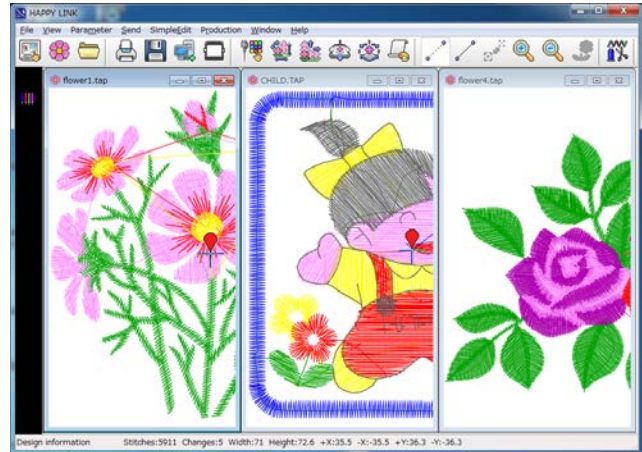 HAPPY LINK
File View Parameter Send SimpleEdit Production Window Help
flower1.tap
CHILD.TAP
flower4.tap
Design information Stitches:5911 Changes:5 Width:71 Height:72.6 +X:35.5 -X:-35.5 +Y:36.3 -Y:-36.3